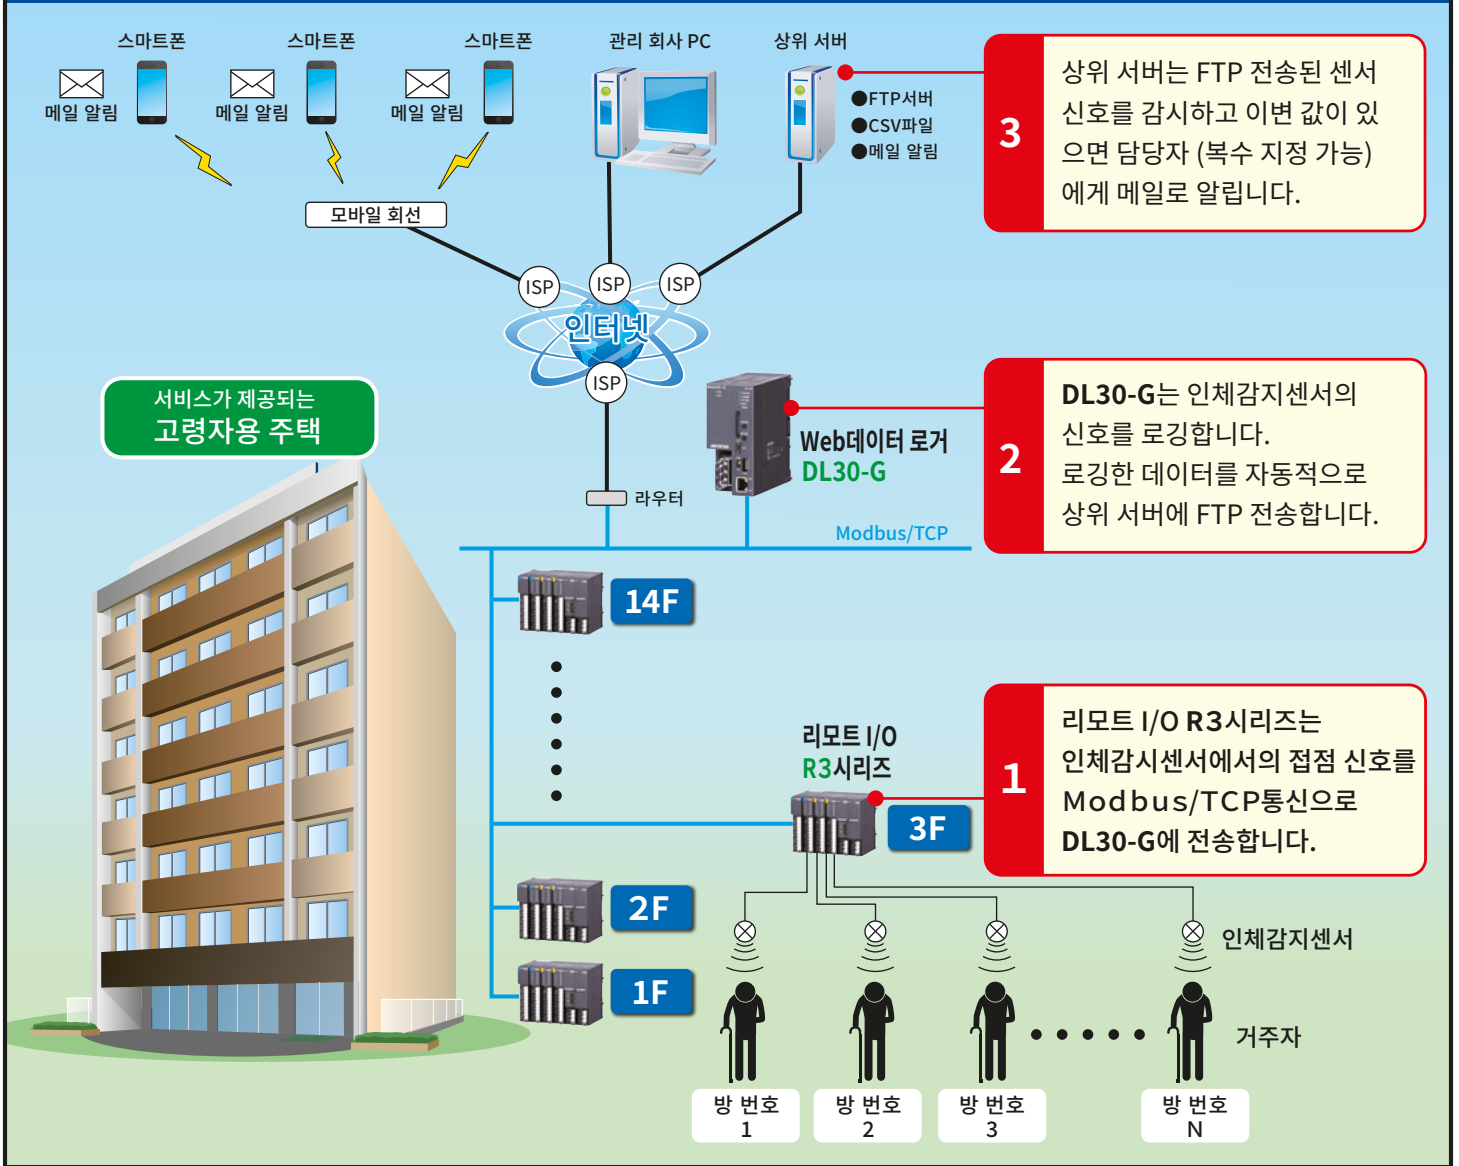 스마트폰
스마트폰
스마트폰
관리 회사 PC
상위 서버
메일 알림
메일 알림
메일 알림
●FTP서버
●CSV파일
●메일 알림
3
상위 서버는 FTP 전송된 센서
신호를 감시하고 이변 값이 있
으면 담당자 (복수 지정 가능)
에게 메일로 알립니다.
모바일 회선
ISP
ISP
ISP
인터넷
ISP
서비스가 제공되는
고령자용 주택
Web데이터 로거
DL30-G
라우터
Modbus/TCP
2
DL30-G는 인체감지센서의
신호를 로깅합니다.
로깅한 데이터를 자동적으로
상위 서버에 FTP 전송합니다.
14F
리모트 I/O
R3시리즈
3F
1
리모트 I/O R3시리즈는
인체감시센서에서의 접점 신호를
Modbus/TCP통신으로
DL30-G에 전송합니다.
2F
1F
인체감지센서
거주자
방 번호
1
방 번호
2
방 번호
3
방 번호
N